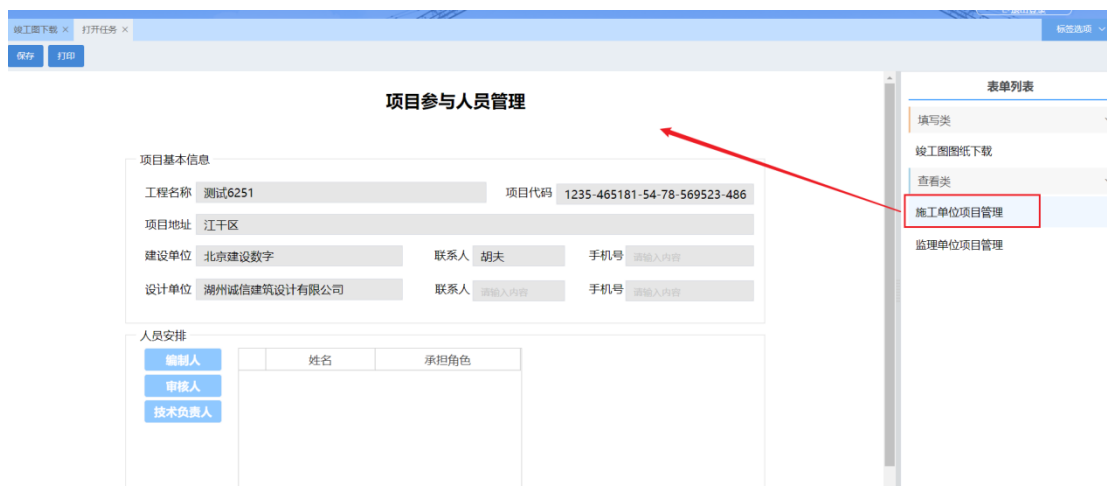 竣工图下载 × 打开任务 × 标签选项
保存 打印
项目参与人员管理
项目基本信息
工程名称 测试6251 项目代码 1235-465181-54-78-569523-486
项目地址 江干区
建设单位 北京建设数字 联系人 胡夫 手机号 请输入内容
设计单位 湖州诚信建筑设计有限公司 联系人 请输入内容 手机号 请输入内容
人员安排
编制人 姓名 承担角色
审核人
技术负责人
表单列表
填写类
竣工图图纸下载
查看类
施工单位项目管理
监理单位项目管理